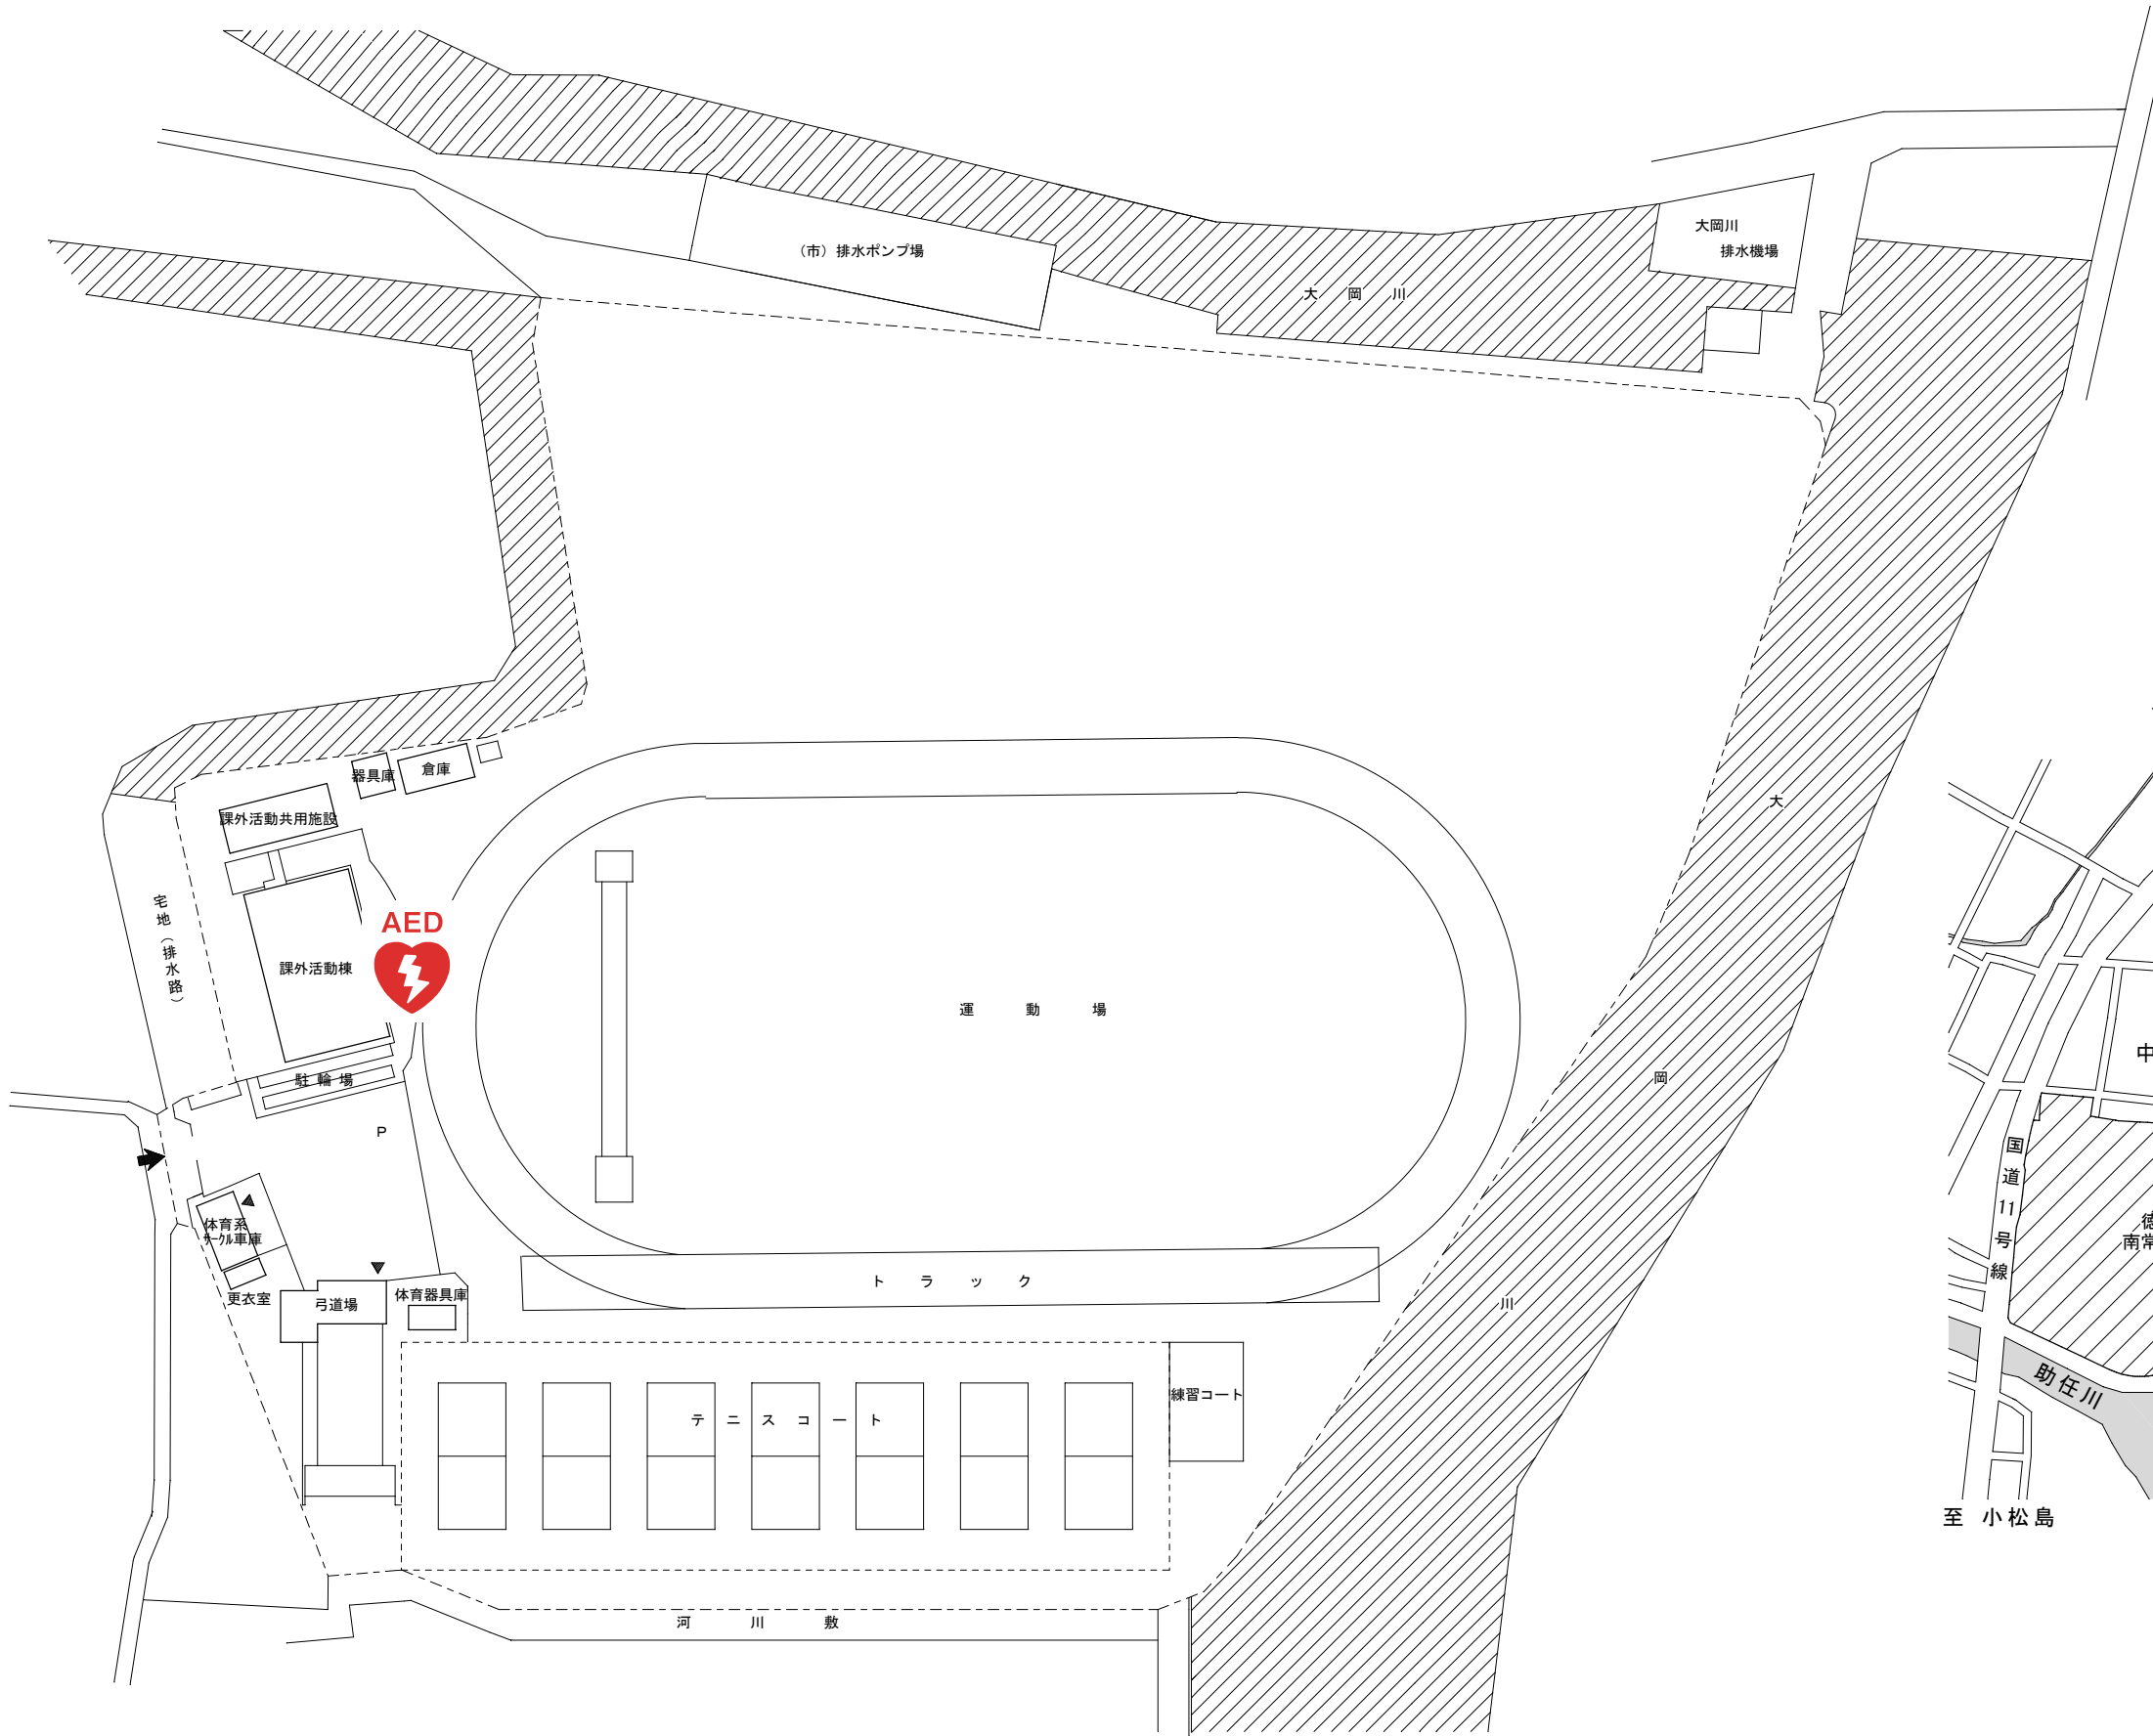 大岡川
排水機場
（市）排水ポンプ場
大岡川
器具庫
倉庫
課外活動共用施設
宅地（排水路）
AED
課外活動棟
運動場
駐輪場
P
体育系
ｻｰｸﾙ車庫
更衣室
弓道場
体育器具庫
トラック
テニスコート
練習コート
河川敷
大岡川
中
国道11号線
南常
助任川
至 小松島